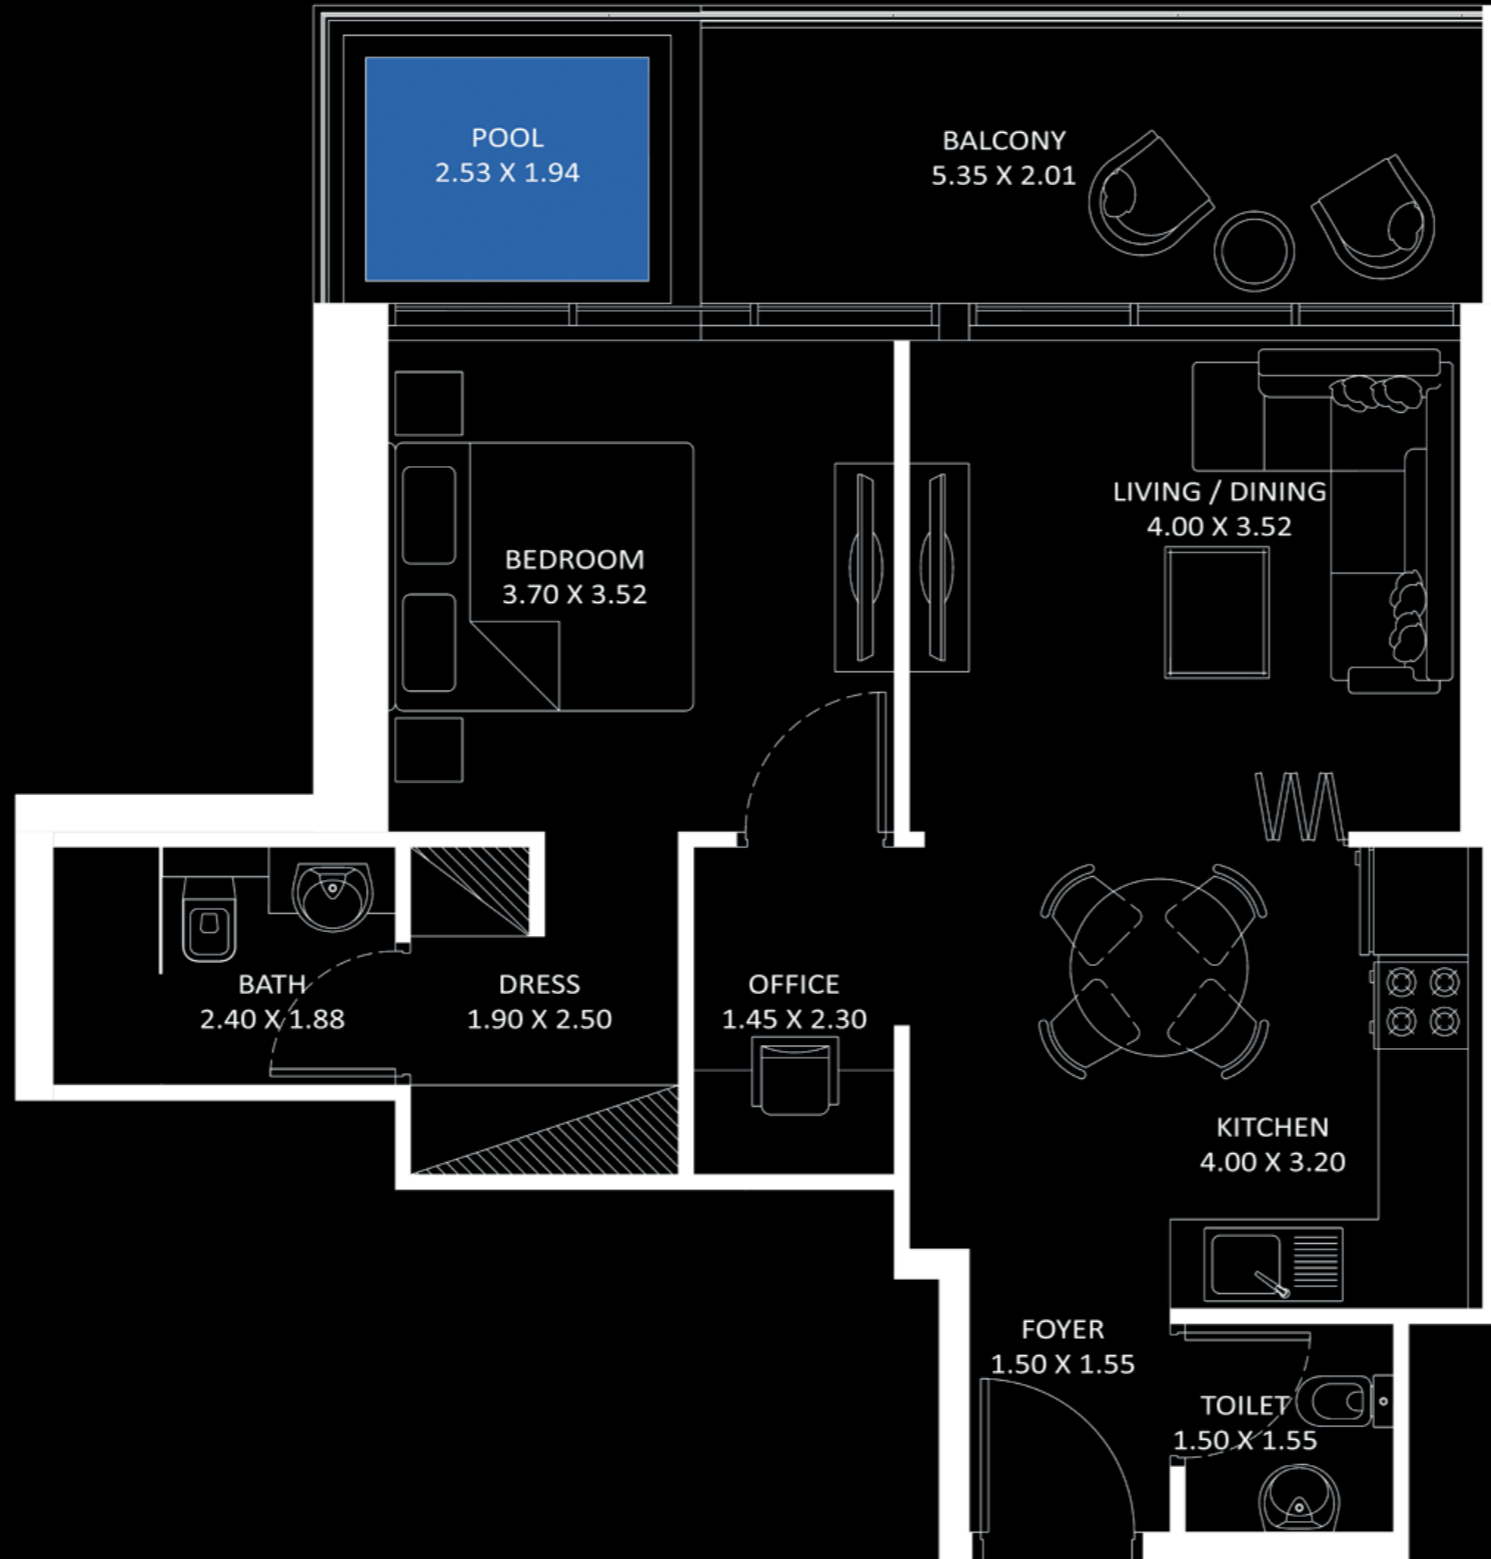 POOL
2.53 X 1.94
BALCONY
5.35 X 2.01
LIVING / DINING
4.00 X 3.52
BEDROOM
3.70 X 3.52
BATH
2.40 X 1.88
DRESS
1.90 X 2.50
OFFICE
1.45 X 2.30
KITCHEN
4.00 X 3.20
FOYER
1.50 X 1.55
TOILET
1.50 X 1.55